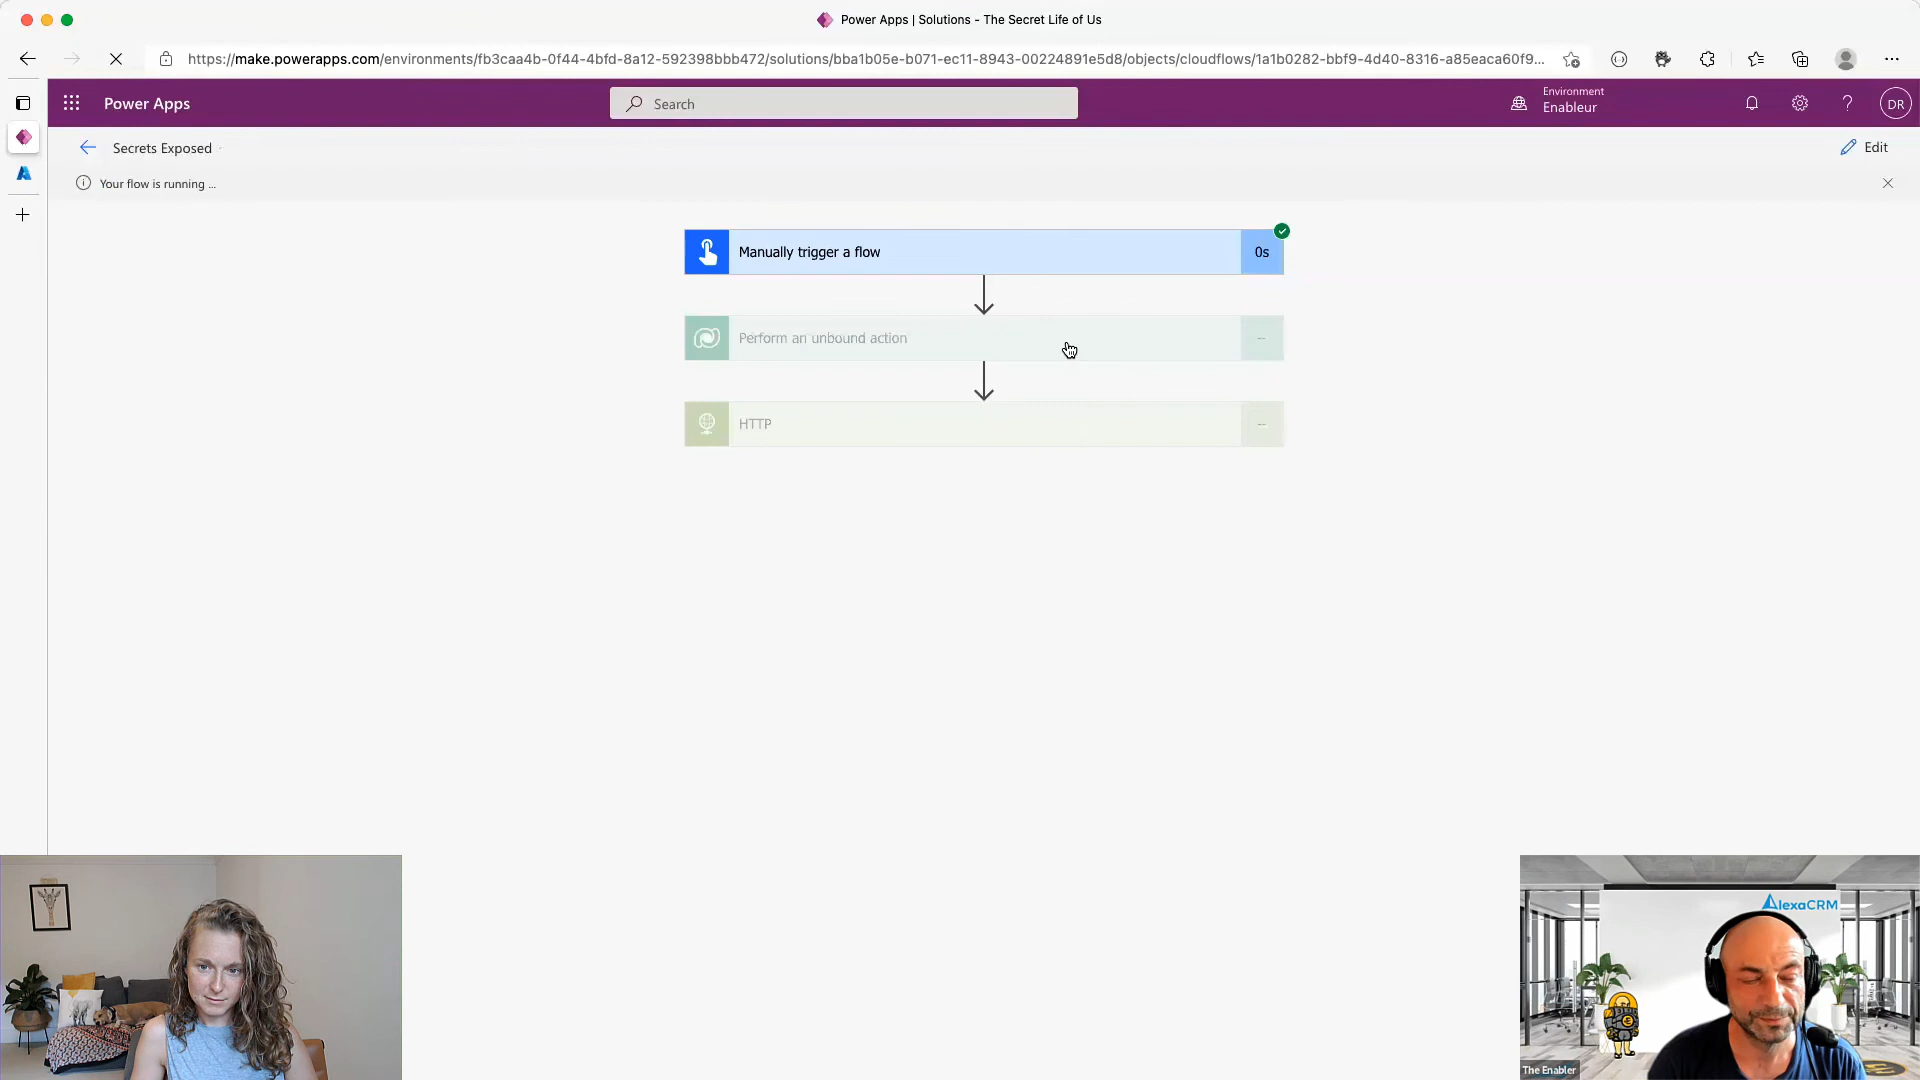 Power Apps | Solutions - The Secret Life of Us
https://make.powerapps.com/environments/fb3caa4b-0f44-4bfd-8a12-592398bbb472/solutions/bba1b05e-b071-ec11-8943-00224891e5d8/objects/cloudflows/1a1b0282-bbf9-4d40-8316-a85eaca60f9...
Power Apps
Search
Environment
Enableur
DR
Secrets Exposed
Edit
Your flow is running ...
Manually trigger a flow
0s
Perform an unbound action
--
HTTP
--
AlexaCRM
The Enabler